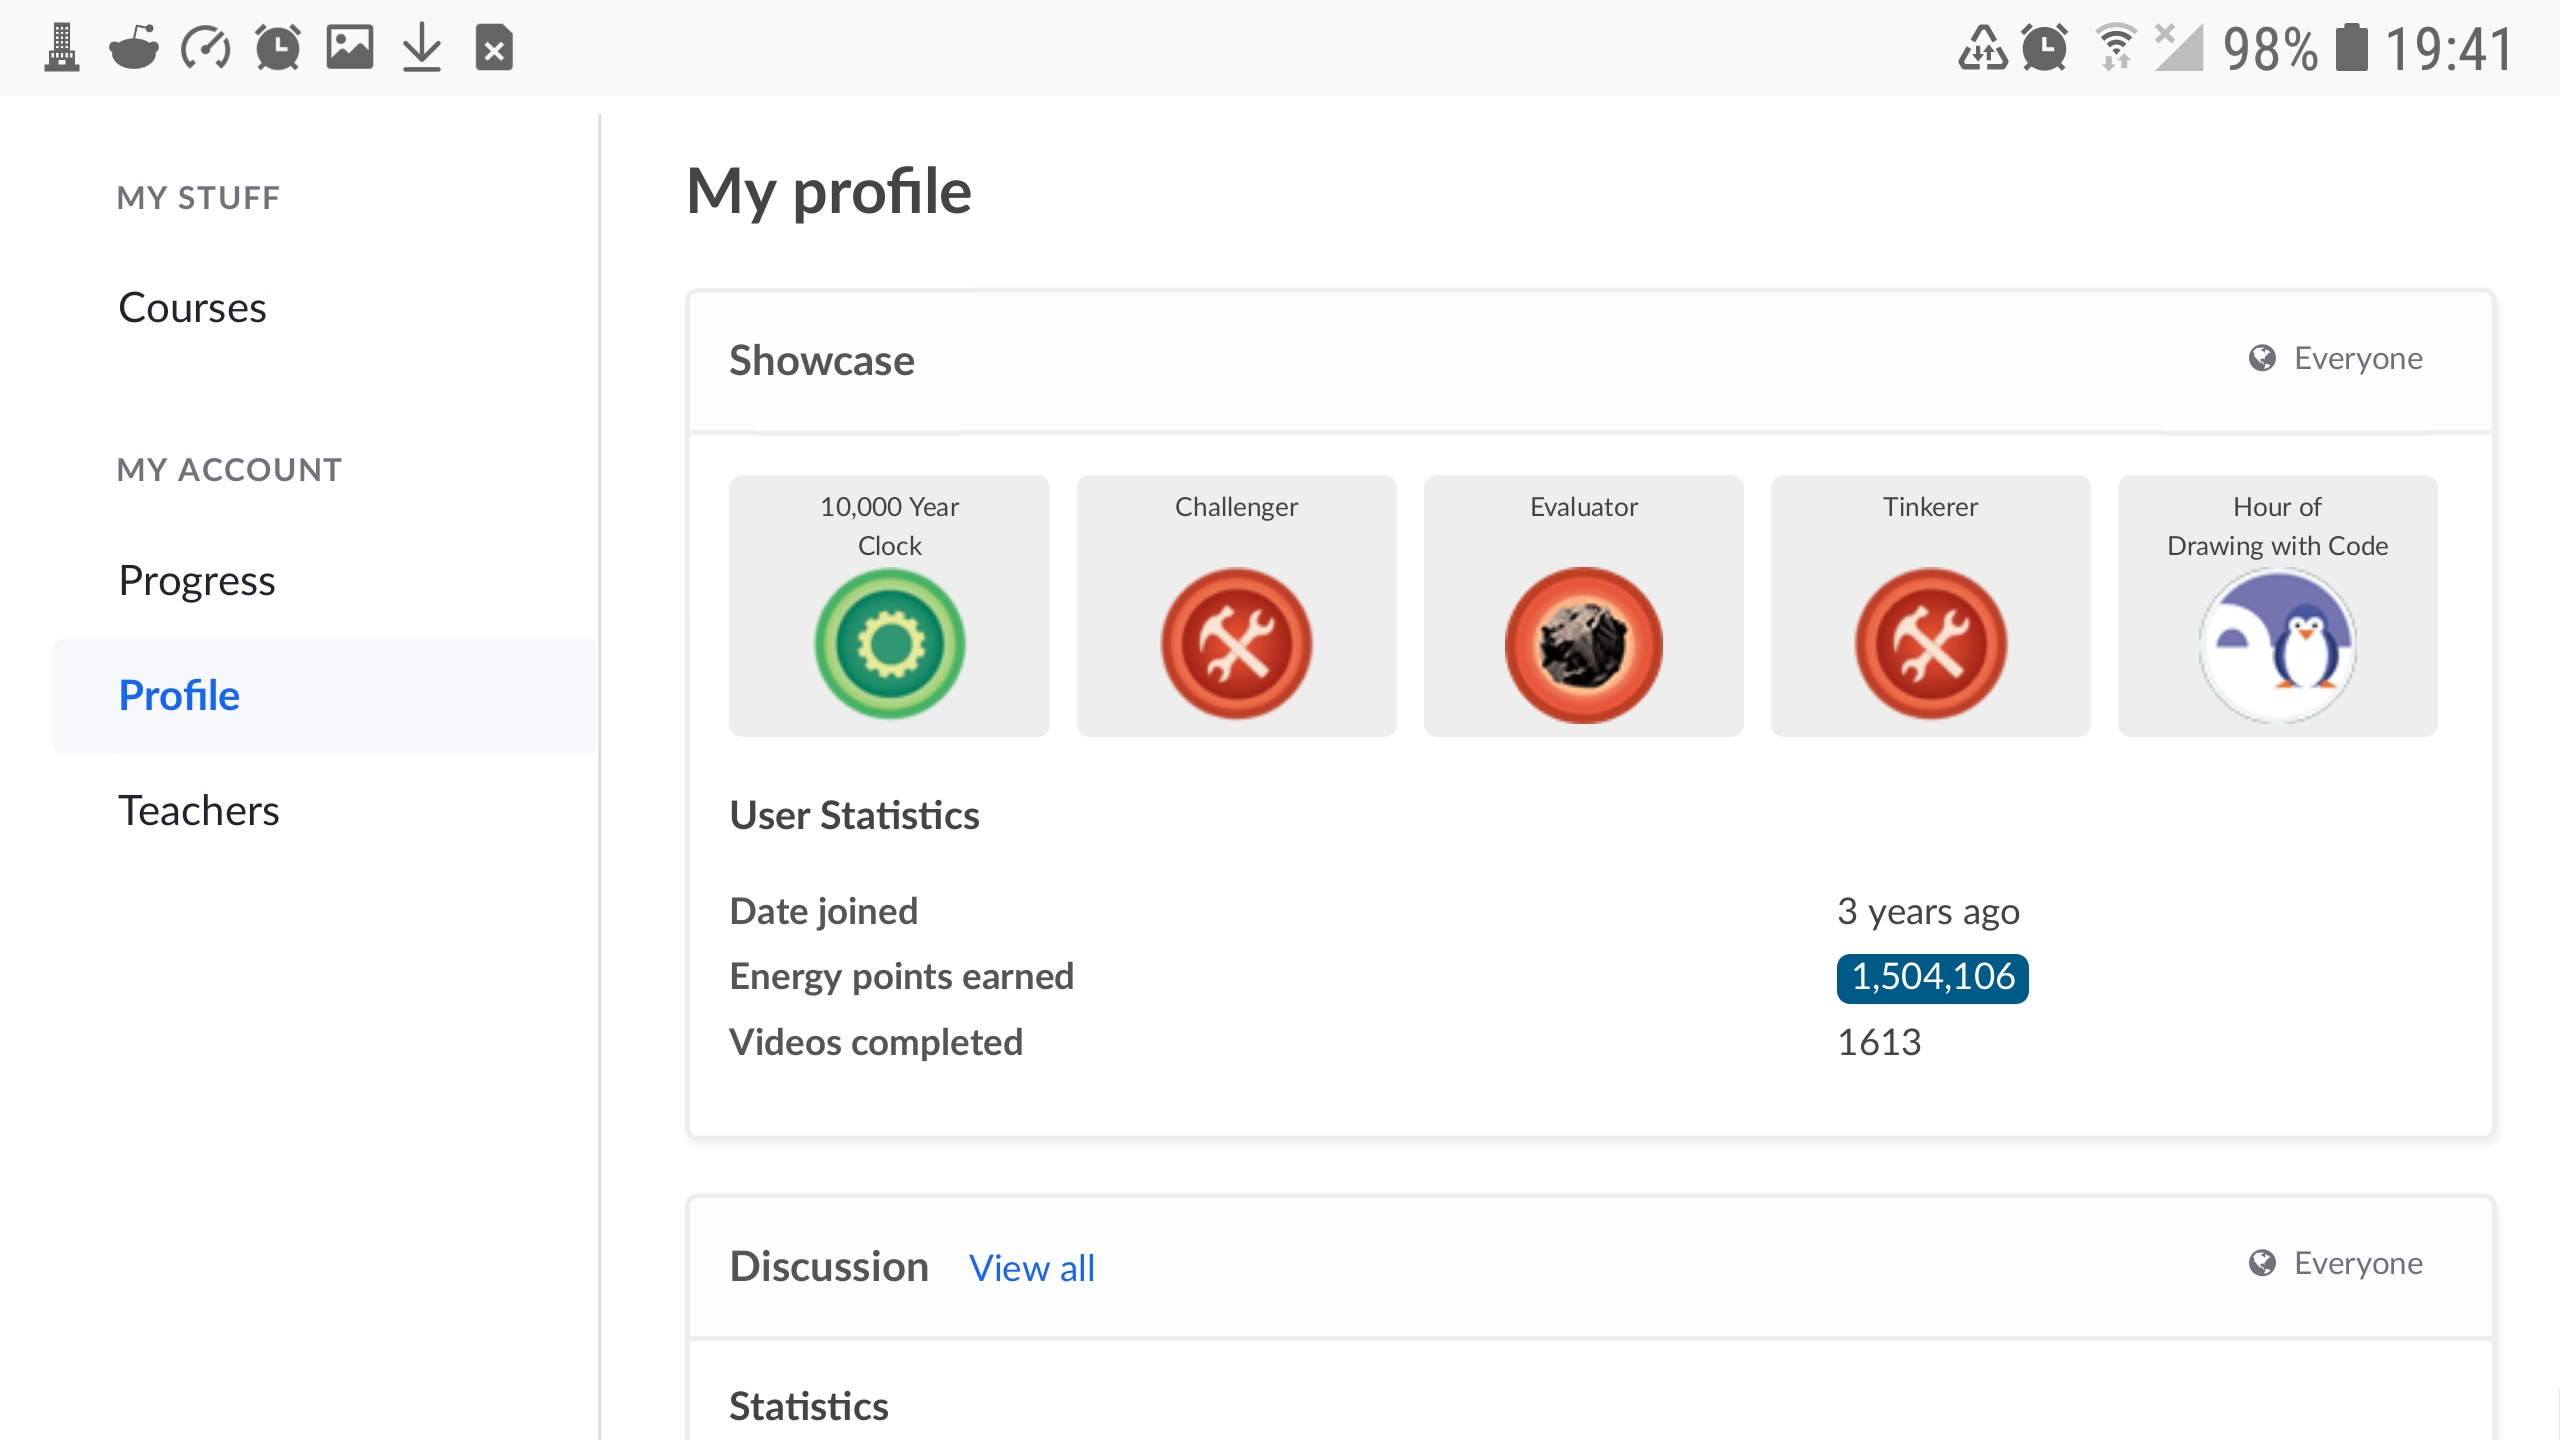 98% 19:41
MY STUFF
Courses
MY ACCOUNT
Progress
Profile
Teachers
My profile
Showcase
Everyone
10,000 Year
Clock
Challenger
Evaluator
Tinkerer
Hour of
Drawing with Code
User Statistics
Date joined 3 years ago
Energy points earned 1,504,106
Videos completed 1613
Discussion View all
Everyone
Statistics